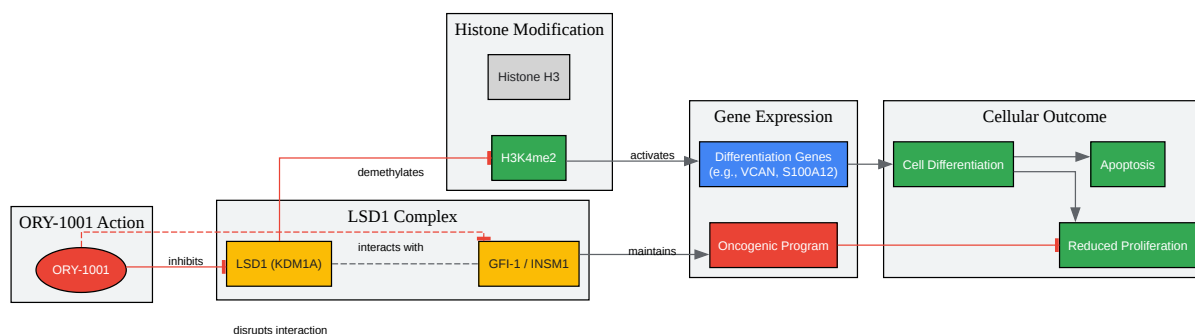 Histone Modification
Histone H3
H3K4me2
demethylates
activates
Gene Expression
Differentiation Genes
(e.g., VCAN, S100A12)
Oncogenic Program
Cellular Outcome
Cell Differentiation
Apoptosis
Reduced Proliferation
ORY-1001 Action
ORY-1001
inhibits
LSD1 Complex
LSD1 (KDM1A)
interacts with
GFI-1 / INSM1
maintains
disrupts interaction